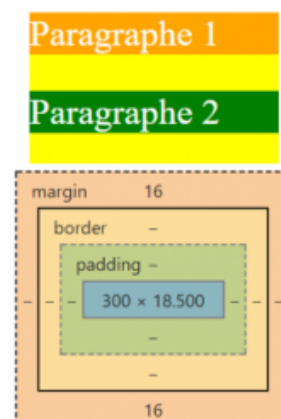 Paragraphe 1
Paragraphe 2
margin 16
border –
padding –
– – – 300 × 18.500 – – –
–
–
16